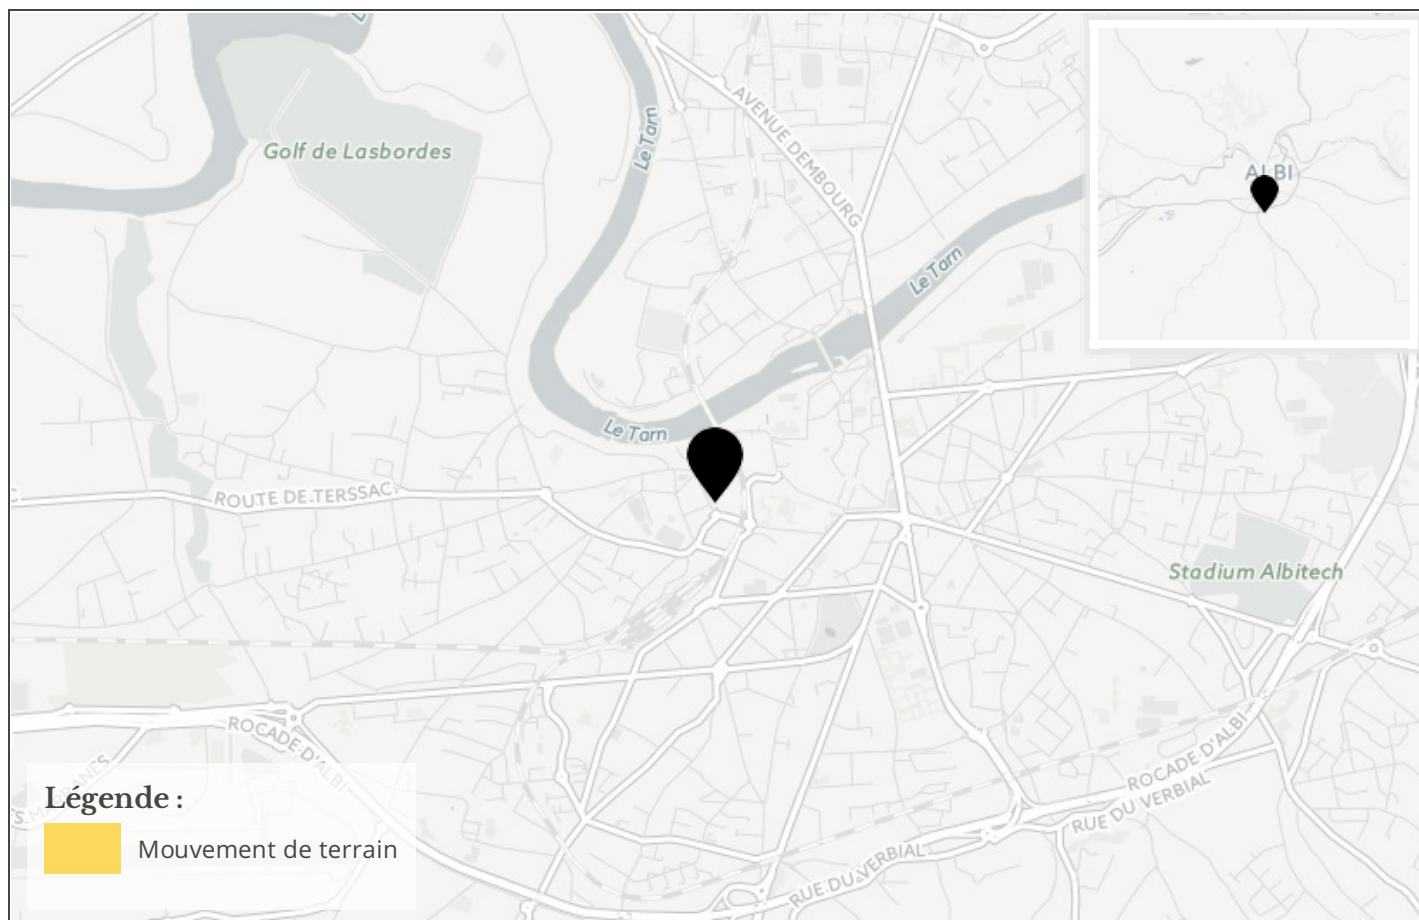 Le Tarn
AVENUE DEMBOURG
Golf de Lasbordes
ALBI
Le Tarn
Le Tarn
ROUTE DE TERSSAC
Stadium Albitech
ROCADE D'ALBI
ROCADE D'ALBI
RUE DU VERBIAL
RUE DU VERBIAL
Légende :
Mouvement de terrain